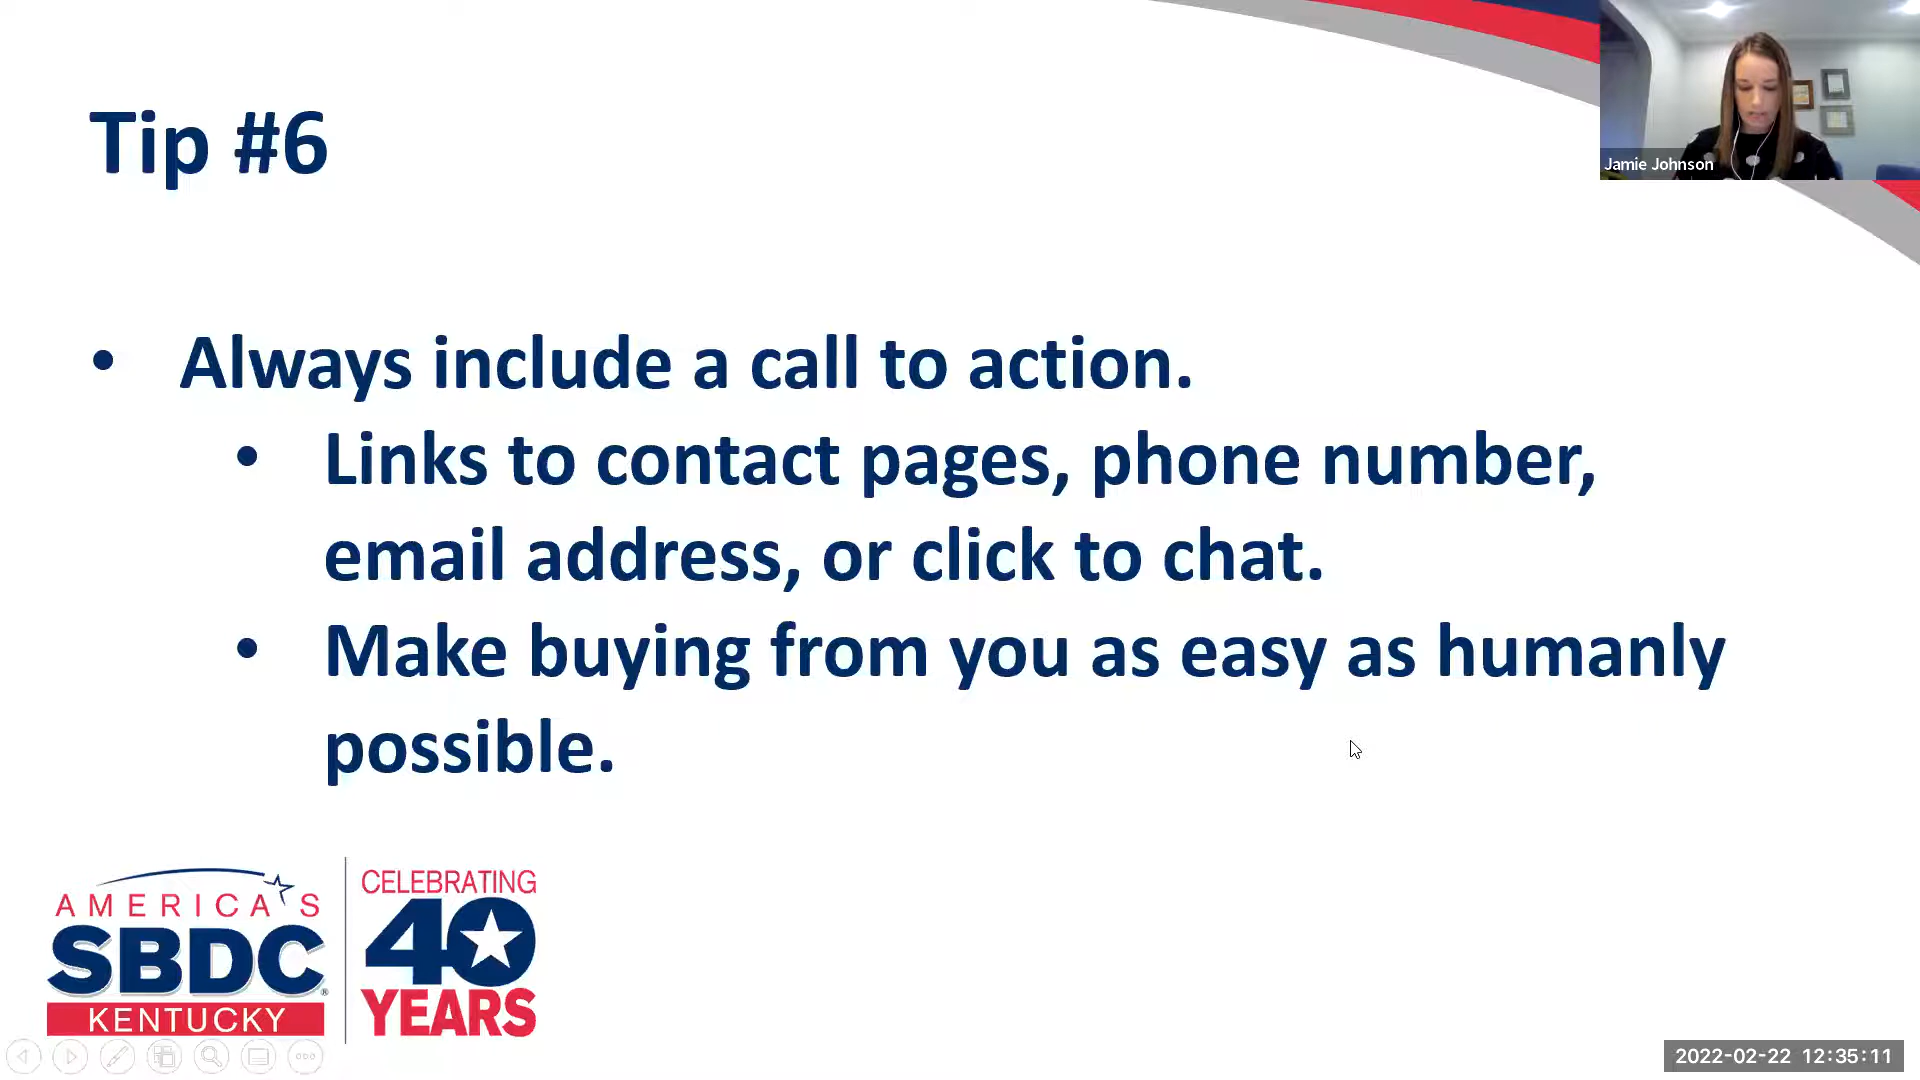 Tip #6
Jamie Johnson
• Always include a call to action.
• Links to contact pages, phone number,
email address, or click to chat.
• Make buying from you as easy as humanly
possible.
AMERICA'S
SBDC®
KENTUCKY
CELEBRATING
40
YEARS
2022-02-22 12:35:11